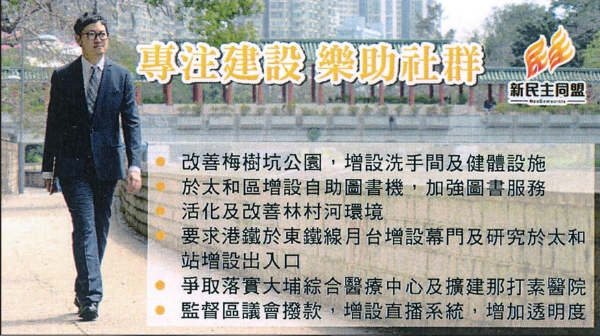 專注建設 樂助社群
民主
新民主同盟
NeoDemocrats
改善梅樹坑公園，增設洗手間及健體設施
於太和區增設自助圖書機，加強圖書服務
活化及改善林村河環境
要求港鐵於東鐵線月台增設幕門及研究於太和
站增設出入口
爭取落實大埔綜合醫療中心及擴建那打素醫院
監督區議會撥款，增設直播系統，增加透明度